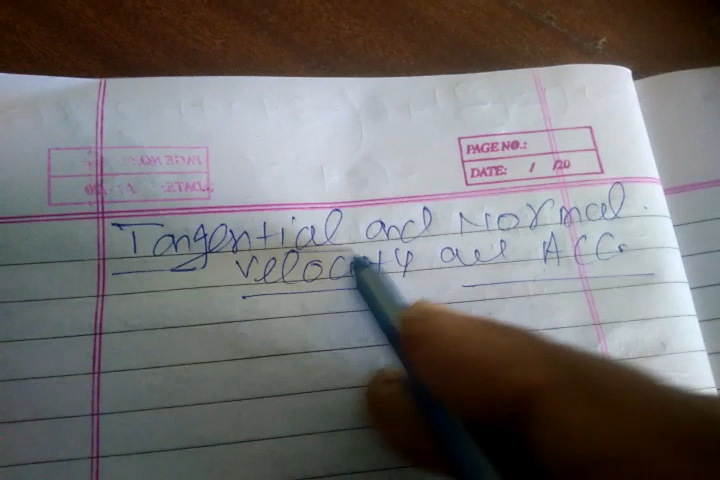 PAGE NO.:
DATE: / /20
Tangential and Normal.
velocity and Acc.